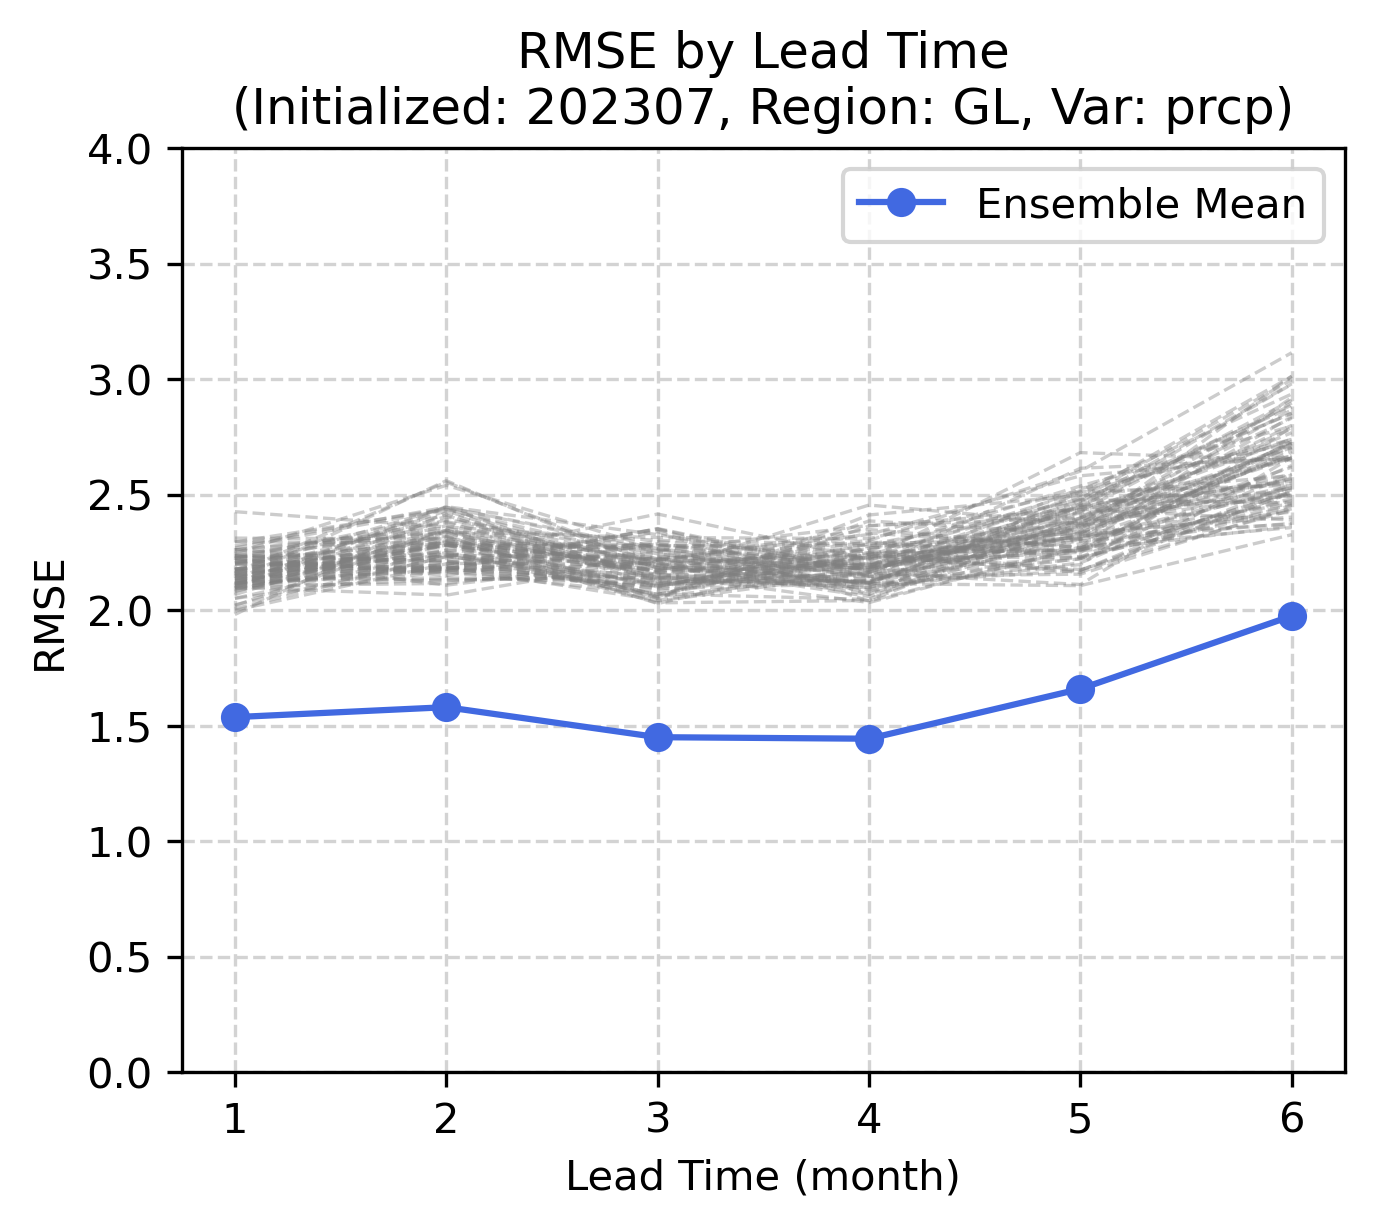 RMSE by Lead Time
(Initialized: 202307, Region: GL, Var: prcp)
4.0
3.5
3.0
2.5
2.0
1.5
1.0
0.5
0.0
RMSE
Ensemble Mean
1 2 3 4 5 6
Lead Time (month)